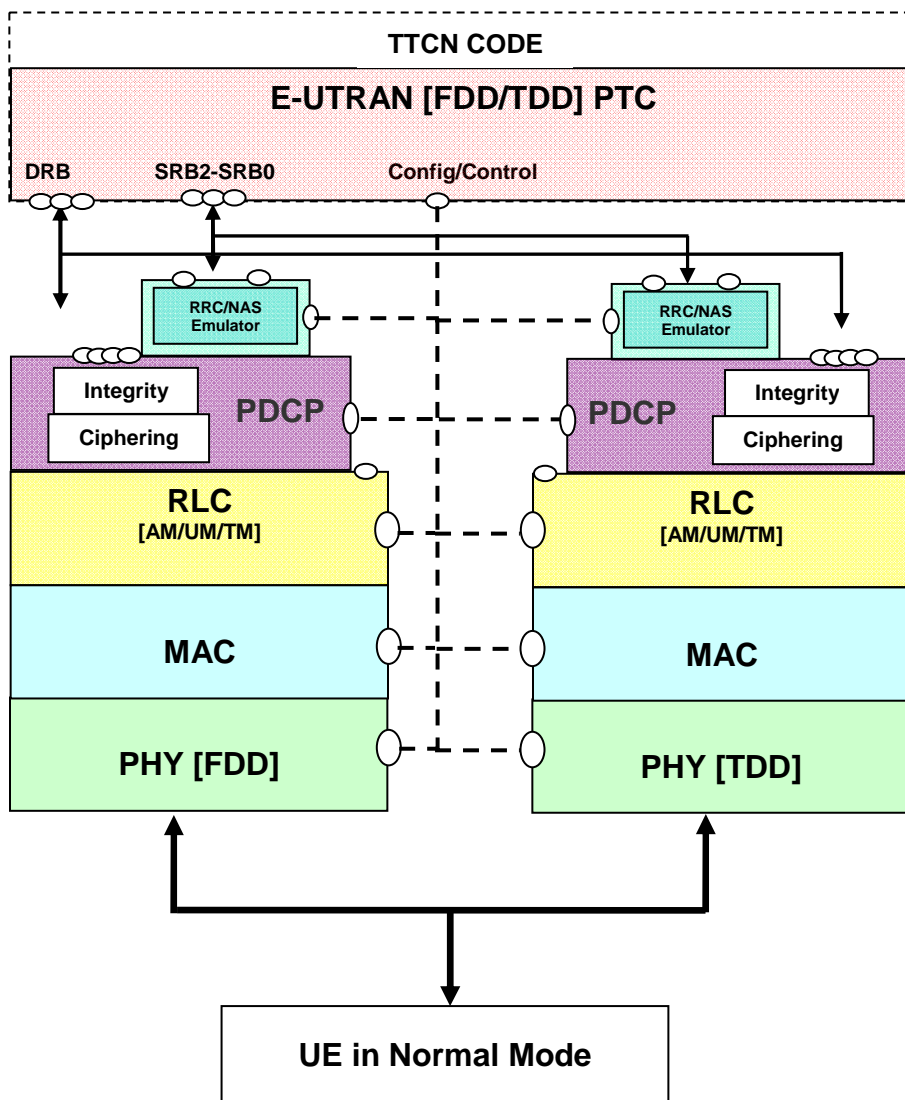 TTCN CODE
E-UTRAN [FDD/TDD] PTC
DRB
SRB2-SRB0
Config/Control
RRC/NAS
Emulator
RRC/NAS
Emulator
Integrity
Ciphering
PDCP
PDCP
Integrity
Ciphering
RLC
[AM/UM/TM]
RLC
[AM/UM/TM]
MAC
MAC
PHY [FDD]
PHY [TDD]
UE in Normal Mode